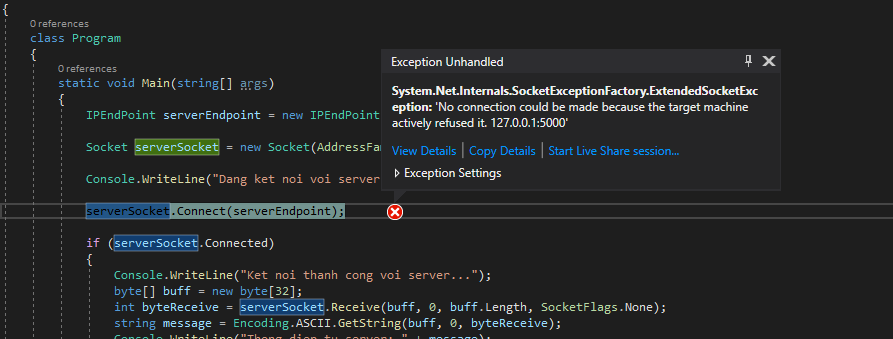 {
0 references
class Program
{
0 references
static void Main(string[] args)
{
IPEndPoint serverEndpoint = new IPEndPoint
Socket serverSocket = new Socket(AddressFam
Console.WriteLine("Dang ket noi voi server
serverSocket.Connect(serverEndpoint);
if (serverSocket.Connected)
{
Console.WriteLine("Ket noi thanh cong voi server...");
byte[] buff = new byte[32];
int byteReceive = serverSocket.Receive(buff, 0, buff.Length, SocketFlags.None);
string message = Encoding.ASCII.GetString(buff, 0, byteReceive);
Console.WriteLine("Thong diep tu server: " + message);
Exception Unhandled
System.Net.Internals.SocketExceptionFactory.ExtendedSocketExc
eption: 'No connection could be made because the target machine
actively refused it. 127.0.0.1:5000'
View Details | Copy Details | Start Live Share session...
Exception Settings